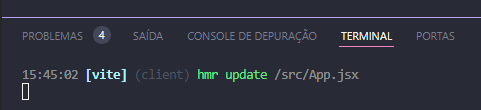 PROBLEMAS 4 SAÍDA CONSOLE DE DEPURAÇÃO TERMINAL PORTAS
15:45:02 [vite] (client) hmr update /src/App.jsx